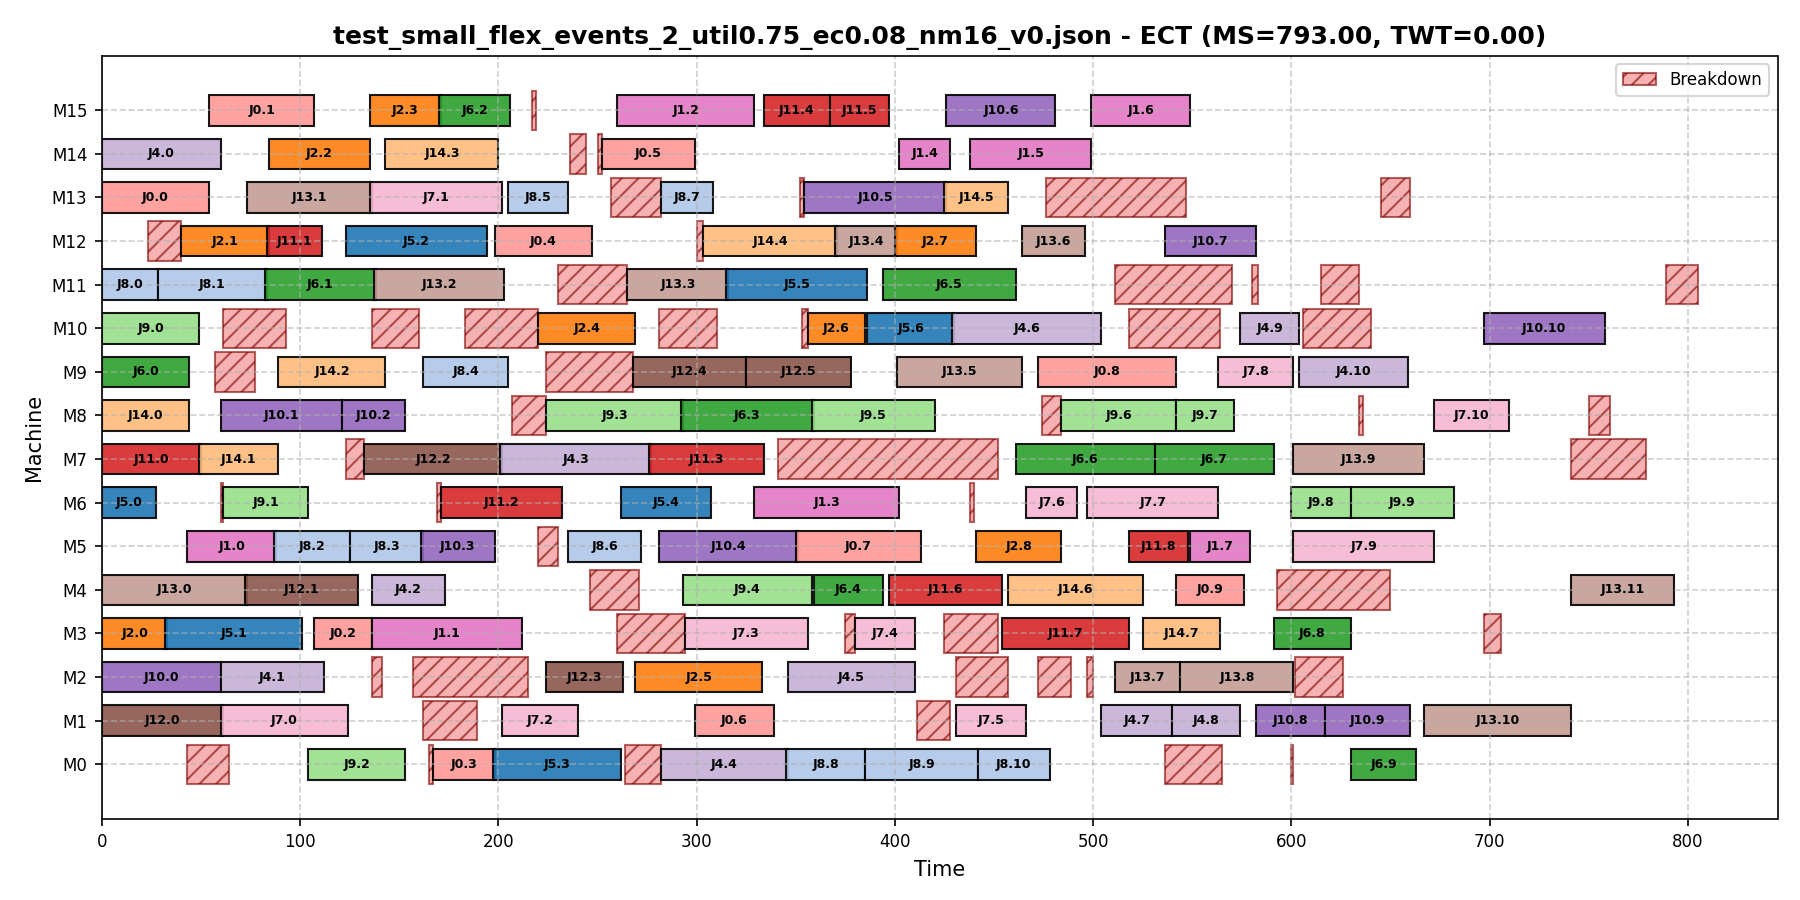 test_small_flex_events_2_util0.75_ec0.08_nm16_v0.json - ECT (MS=793.00, TWT=0.00)
Breakdown
Machine
M15 J0.1 J2.3 J6.2 J1.2 J11.4 J11.5 J10.6 J1.6
M14 J4.0 J2.2 J14.3 J0.5 J1.4 J1.5
M13 J0.0 J13.1 J7.1 J8.5 J8.7 J10.5 J14.5
M12 J2.1 J11.1 J5.2 J0.4 J14.4 J13.4 J2.7 J13.6 J10.7
M11 J8.0 J8.1 J6.1 J13.2 J13.3 J5.5 J6.5
M10 J9.0 J2.4 J2.6 J5.6 J4.6 J4.9 J10.10
M9 J6.0 J14.2 J8.4 J12.4 J12.5 J13.5 J0.8 J7.8 J4.10
M8 J14.0 J10.1 J10.2 J9.3 J6.3 J9.5 J9.6 J9.7 J7.10
M7 J11.0 J14.1 J12.2 J4.3 J11.3 J6.6 J6.7 J13.9
M6 J5.0 J9.1 J11.2 J5.4 J1.3 J7.6 J7.7 J9.8 J9.9
M5 J1.0 J8.2 J8.3 J10.3 J8.6 J10.4 J0.7 J2.8 J11.8 J1.7 J7.9
M4 J13.0 J12.1 J4.2 J9.4 J6.4 J11.6 J14.6 J0.9 J13.11
M3 J2.0 J5.1 J0.2 J1.1 J7.3 J7.4 J11.7 J14.7 J6.8
M2 J10.0 J4.1 J12.3 J2.5 J4.5 J13.7 J13.8
M1 J12.0 J7.0 J7.2 J0.6 J7.5 J4.7 J4.8 J10.8 J10.9 J13.10
M0 J9.2 J0.3 J5.3 J4.4 J8.8 J8.9 J8.10 J6.9
0 100 200 300 400 500 600 700 800
Time